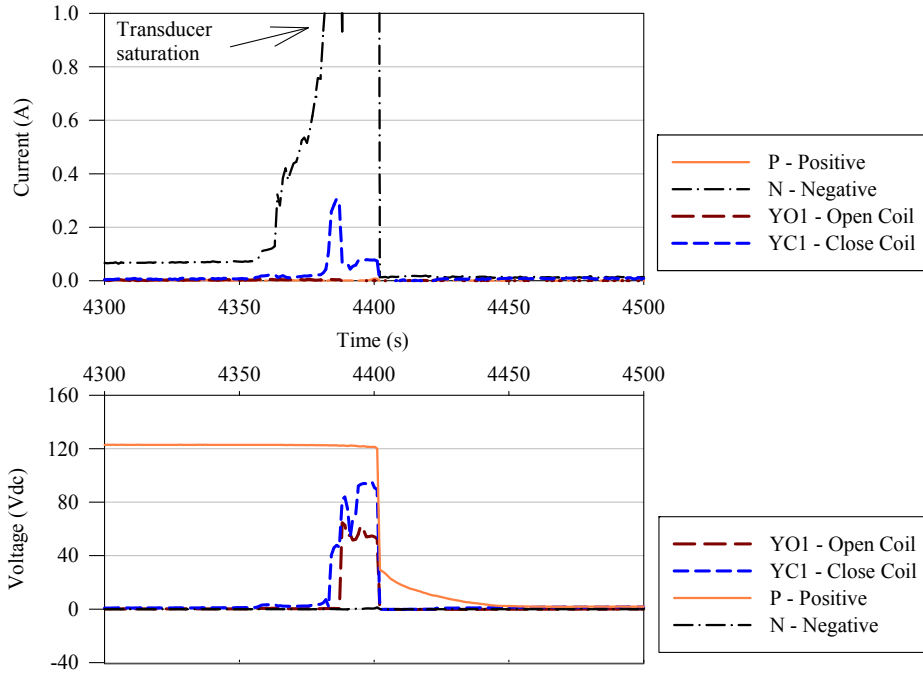 1.0
Transducer
saturation
0.8
0.6
0.4
0.2
0.0
Current (A)
4300 4350 4400 4450 4500
Time (s)
P - Positive
N - Negative
YO1 - Open Coil
YC1 - Close Coil
4300 4350 4400 4450 4500
160
120
80
40
0
-40
Voltage (Vdc)
YO1 - Open Coil
YC1 - Close Coil
P - Positive
N - Negative